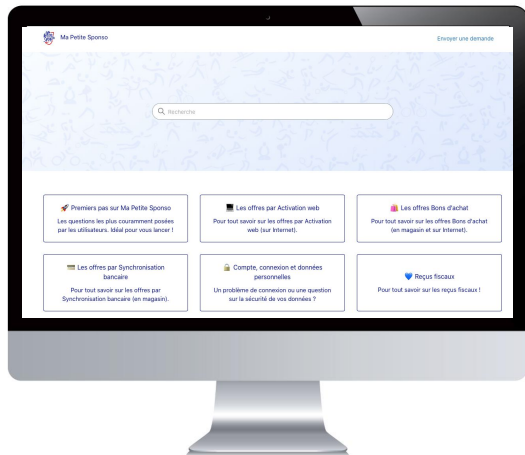 Ma Petite Sponso
Envoyer une demande
Recherche
🚀 Premiers pas sur Ma Petite Sponso
Les questions les plus couramment posées
par les utilisateurs. Idéal pour vous lancer !
💻 Les offres par Activation web
Pour tout savoir sur les offres par Activation
web (sur Internet).
🛍️ Les offres Bons d'achat
Pour tout savoir sur les offres Bons d'achat
(en magasin et sur Internet).
💳 Les offres par Synchronisation
bancaire
Pour tout savoir sur les offres par
Synchronisation bancaire (en magasin).
🔒 Compte, connexion et données
personnelles
Un problème de connexion ou une question
sur la sécurité de vos données ?
💙 Reçus fiscaux
Pour tout savoir sur les reçus fiscaux !